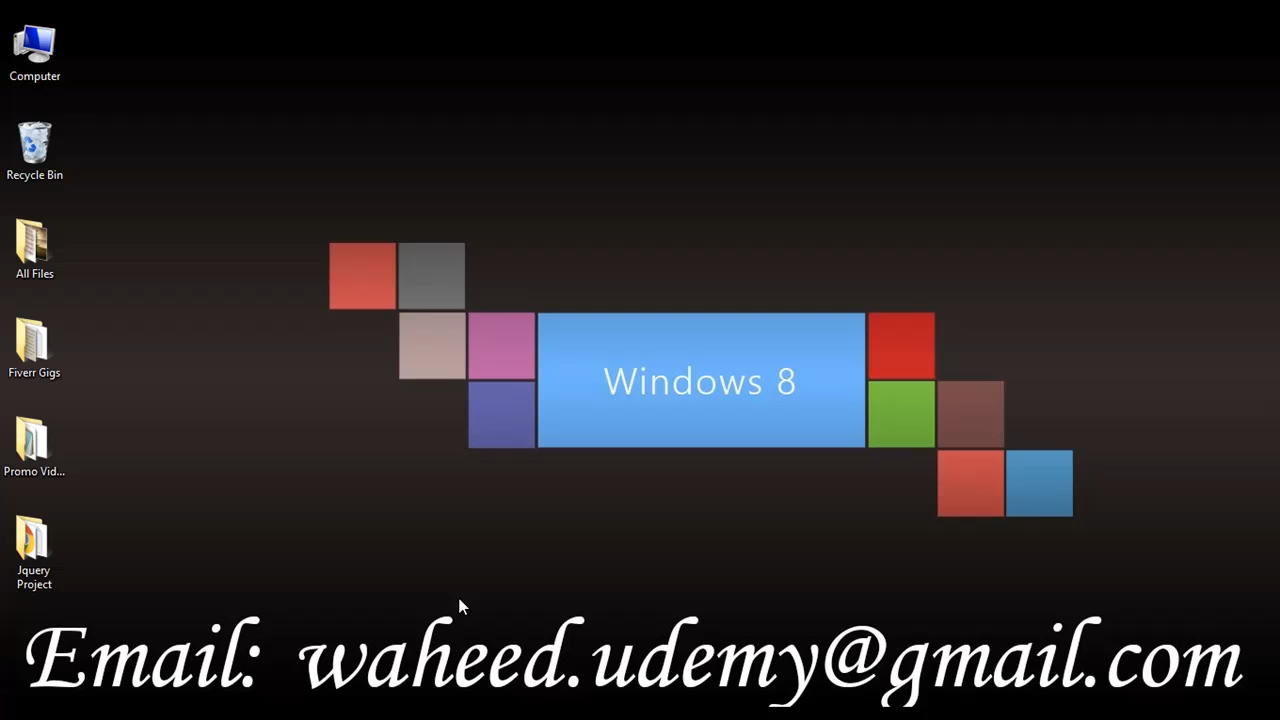 Computer
Recycle Bin
All Files
Fiverr Gigs
Promo Vid...
Jquery
Project
Windows 8
Email: waheed.udemy@gmail.com